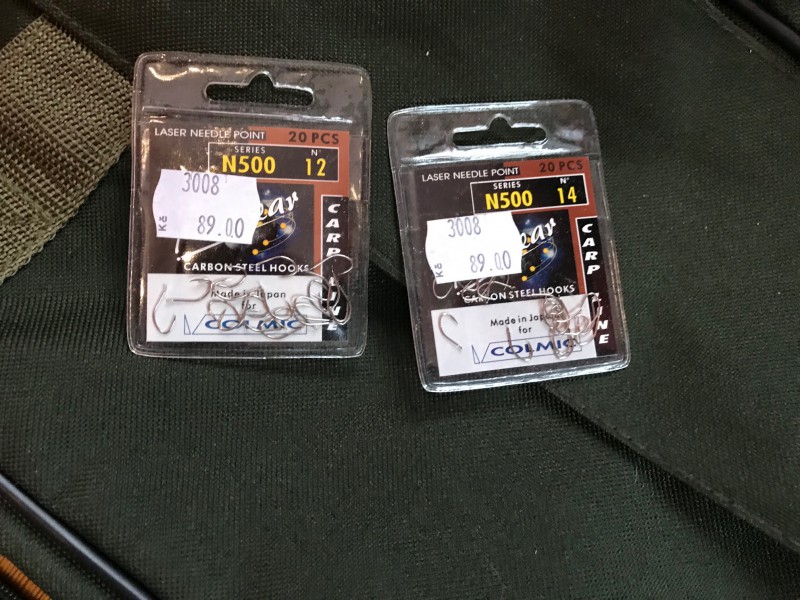 LASER NEEDLE POINT 20 PCS
SERIES N°
N500 12
3008
Kč 89.00
CARP LINE
CARBON STEEL HOOKS
Made in Japan
for
COLMIC
LASER NEEDLE POINT 20 PCS
SERIES N°
N500 14
3008
Kč 89.00
CARP LINE
CARBON STEEL HOOKS
Made in Japan
for
COLMIC